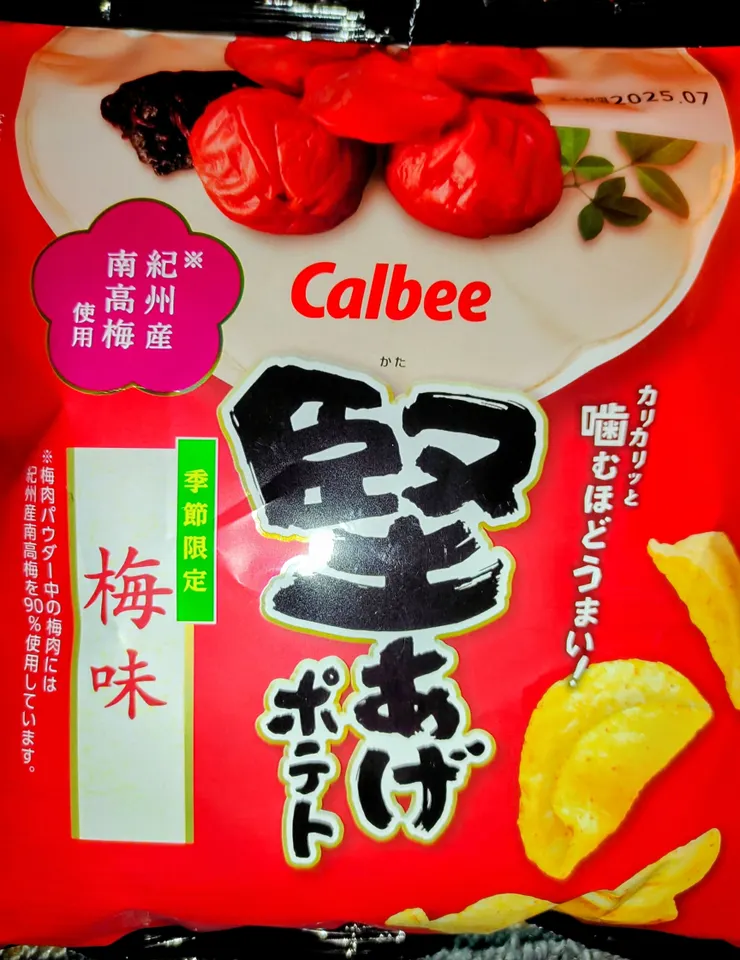 2025.07
※
紀州産
南高梅
使用
Calbee
かた
堅あげ
ポテト
カリカリッと
噛むほどうまい!
季節限定
梅味
※梅肉パウダー中の梅肉には
紀州産南高梅を90%使用しています。